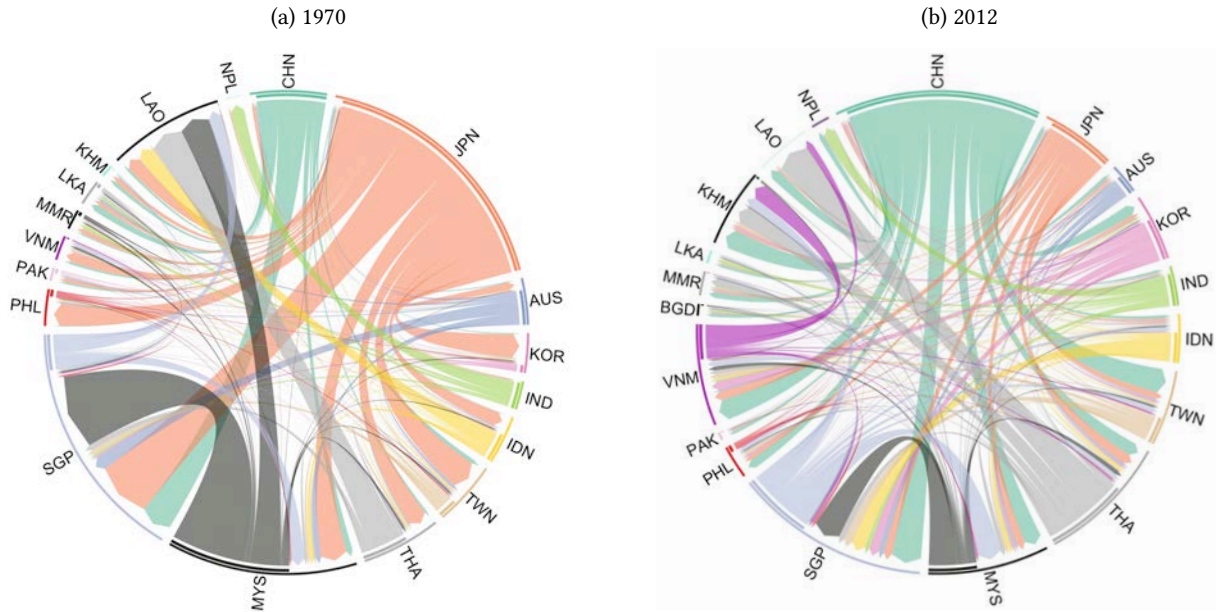 (a) 1970
(b) 2012
CHN
JPN
AUS
KOR
IND
IDN
TWN
THA
MYS
SGP
PHL
PAK
VNM
MMR
LKA
KHM
LAO
NPL
CHN
JPN
AUS
KOR
IND
IDN
TWN
THA
MYS
SGP
PHL
PAK
VNM
BGD
MMR
LKA
KHM
LAO
NPL